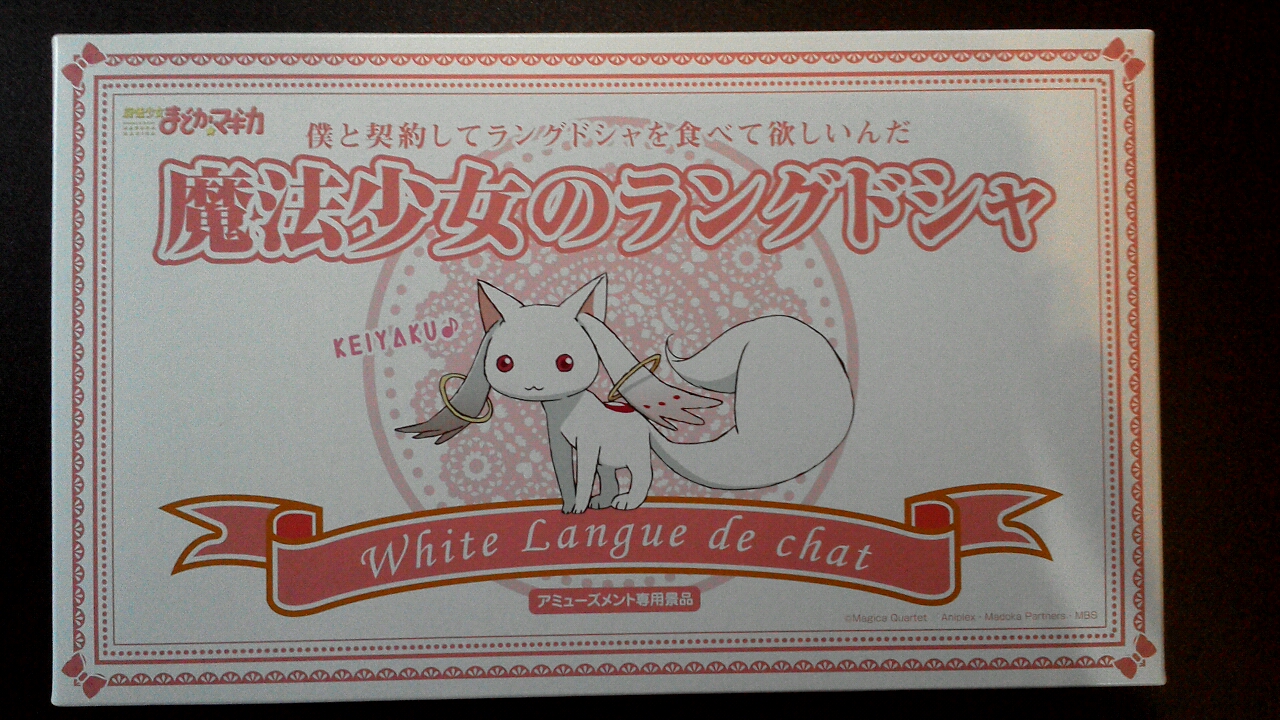 魔法少女
まどか☆マギカ
僕と契約してラングドシャを食べて欲しいんだ
魔法少女のラングドシャ
KEIYAKU♪
White Langue de chat
アミューズメント専用景品
©Magica Quartet Aniplex・Madoka Partners・MBS